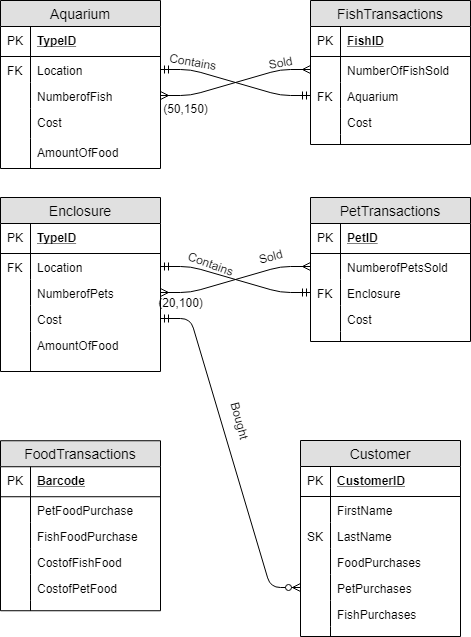 Aquarium
PK TypeID
FK Location
NumberofFish
Cost
AmountOfFood
Contains
Sold
(50,150)
FishTransactions
PK FishID
NumberOfFishSold
FK Aquarium
Cost
Enclosure
PK TypeID
FK Location
NumberofPets
Cost
AmountOfFood
Contains
Sold
(20,100)
PetTransactions
PK PetID
NumberofPetsSold
FK Enclosure
Cost
Bought
FoodTransactions
PK Barcode
PetFoodPurchase
FishFoodPurchase
CostofFishFood
CostofPetFood
Customer
PK CustomerID
FirstName
SK LastName
FoodPurchases
PetPurchases
FishPurchases